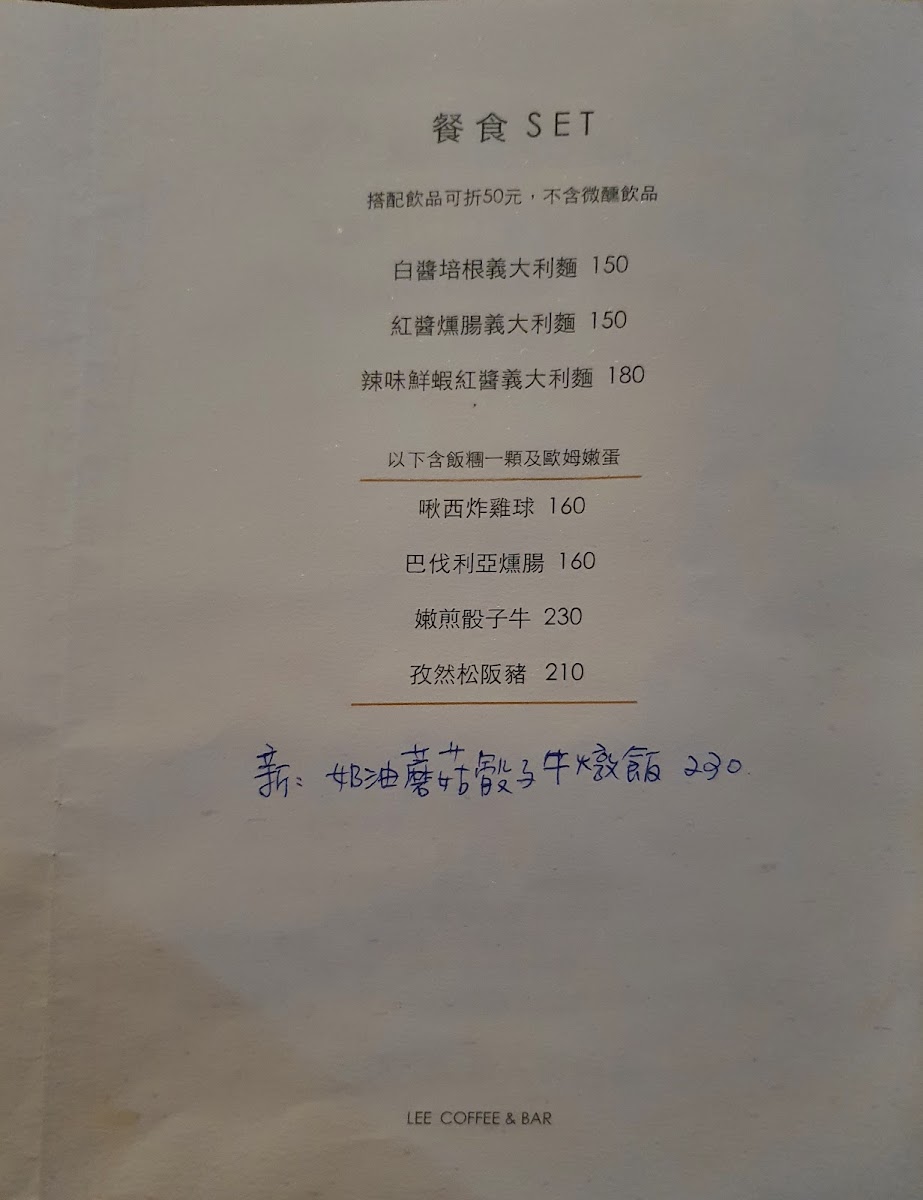 餐食 SET
搭配飲品可折50元，不含微醺飲品
白醬培根義大利麵 150
紅醬燻腸義大利麵 150
辣味鮮蝦紅醬義大利麵 180
以下含飯糰一顆及歐姆嫩蛋
啾西炸雞球 160
巴伐利亞燻腸 160
嫩煎骰子牛 230
孜然松阪豬 210
新: 奶油蘑菇骰子牛燉飯 230
LEE COFFEE & BAR